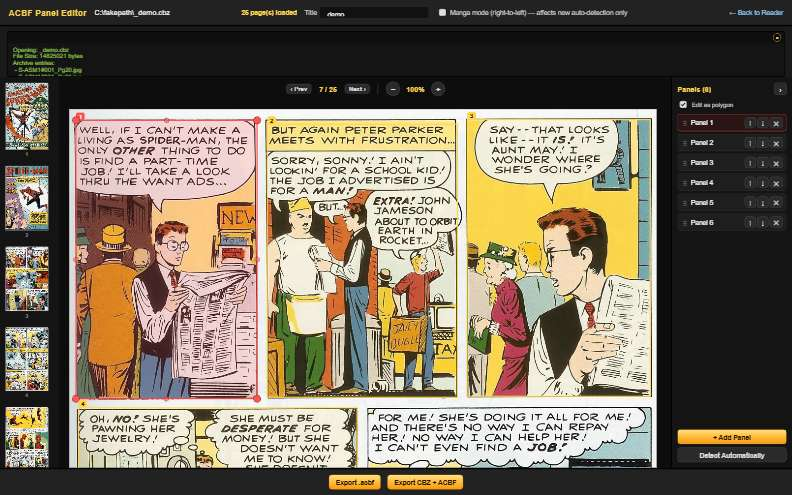 ACBF Panel Editor
C:\fakepath\_demo.cbz
25 page(s) loaded
Title
_demo
Manga mode (right-to-left) — affects new auto-detection only
← Back to Reader
Opening: _demo.cbz
File Size: 14825021 bytes
Archive entries:
‹ Prev
7 / 25
Next ›
−
100%
+
1
WELL, IF I CAN'T MAKE A
LIVING AS SPIDER-MAN, THE
ONLY OTHER THING TO DO
IS FIND A PART-TIME
JOB! I'LL TAKE A LOOK
THRU THE WANT ADS...
NEW
2
BUT AGAIN PETER PARKER
MEETS WITH FRUSTRATION...
SORRY, SONNY! I AIN'T
LOOKIN' FOR A SCHOOL KID!
THE JOB I ADVERTISED IS
FOR A MAN!
BUT...
EXTRA! JOHN
JAMESON
ABOUT TO ORBIT
EARTH IN
ROCKET...
DAILY
BUGLE
TAX
3
SAY--THAT LOOKS
LIKE--IT IS! IT'S
AUNT MAY! I
WONDER WHERE
SHE'S GOING?
4
OH, NO! SHE'S
PAWNING HER
JEWELRY!
SHE MUST BE
DESPERATE FOR
MONEY! BUT SHE
DOESN'T WANT
ME TO KNOW!
FOR ME! SHE'S DOING IT ALL FOR ME!
AND THERE'S NO WAY I CAN REPAY
HER! NO WAY I CAN HELP HER!
I CAN'T EVEN FIND A JOB!
Panels (6)
Edit as polygon
Panel 1
Panel 2
Panel 3
Panel 4
Panel 5
Panel 6
+ Add Panel
Detect Automatically
Export .acbf
Export CBZ + ACBF